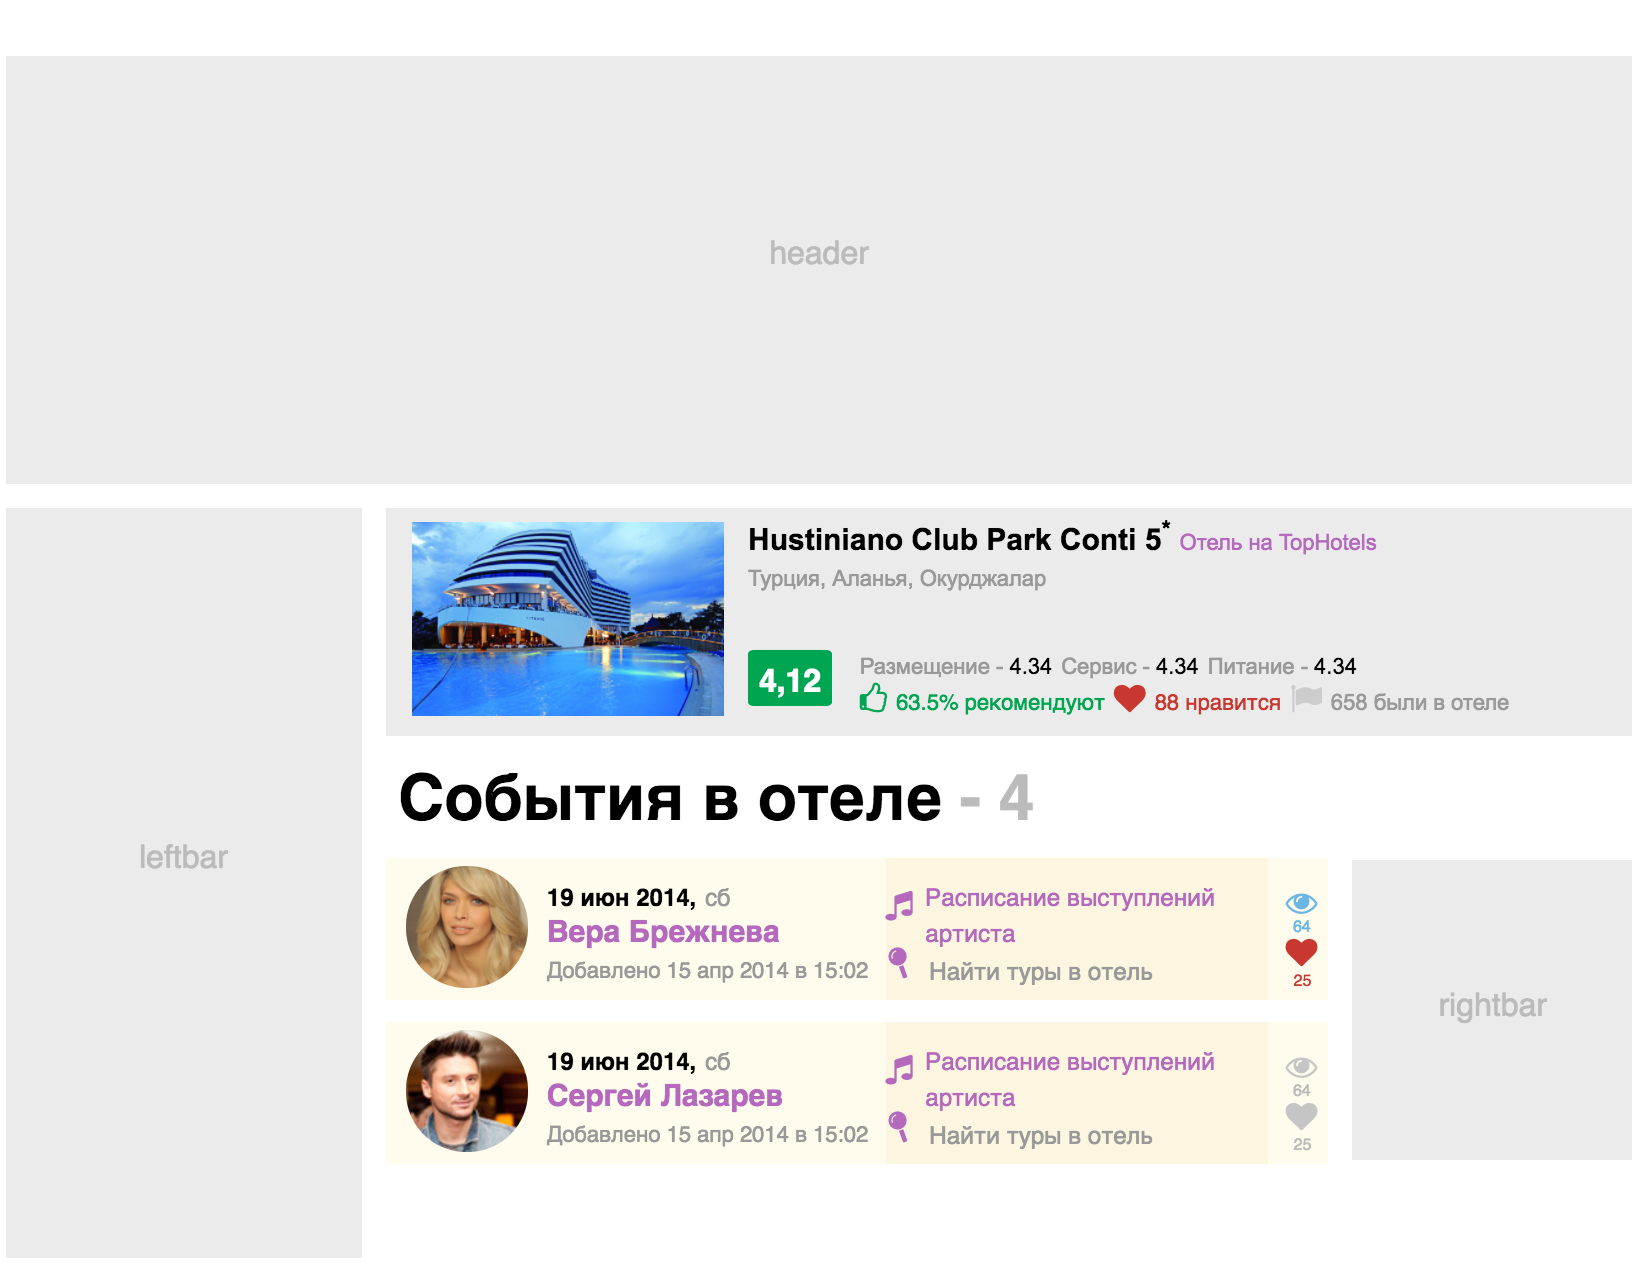 header
leftbar
Hustiniano Club Park Conti 5* Отель на TopHotels
Турция, Аланья, Окурджалар
4,12
Размещение - 4.34 Сервис - 4.34 Питание - 4.34
63.5% рекомендуют 88 нравится 658 были в отеле
События в отеле - 4
19 июн 2014, сб
Вера Брежнева
Добавлено 15 апр 2014 в 15:02
Расписание выступлений
артиста
Найти туры в отель
64
25
19 июн 2014, сб
Сергей Лазарев
Добавлено 15 апр 2014 в 15:02
Расписание выступлений
артиста
Найти туры в отель
64
25
rightbar